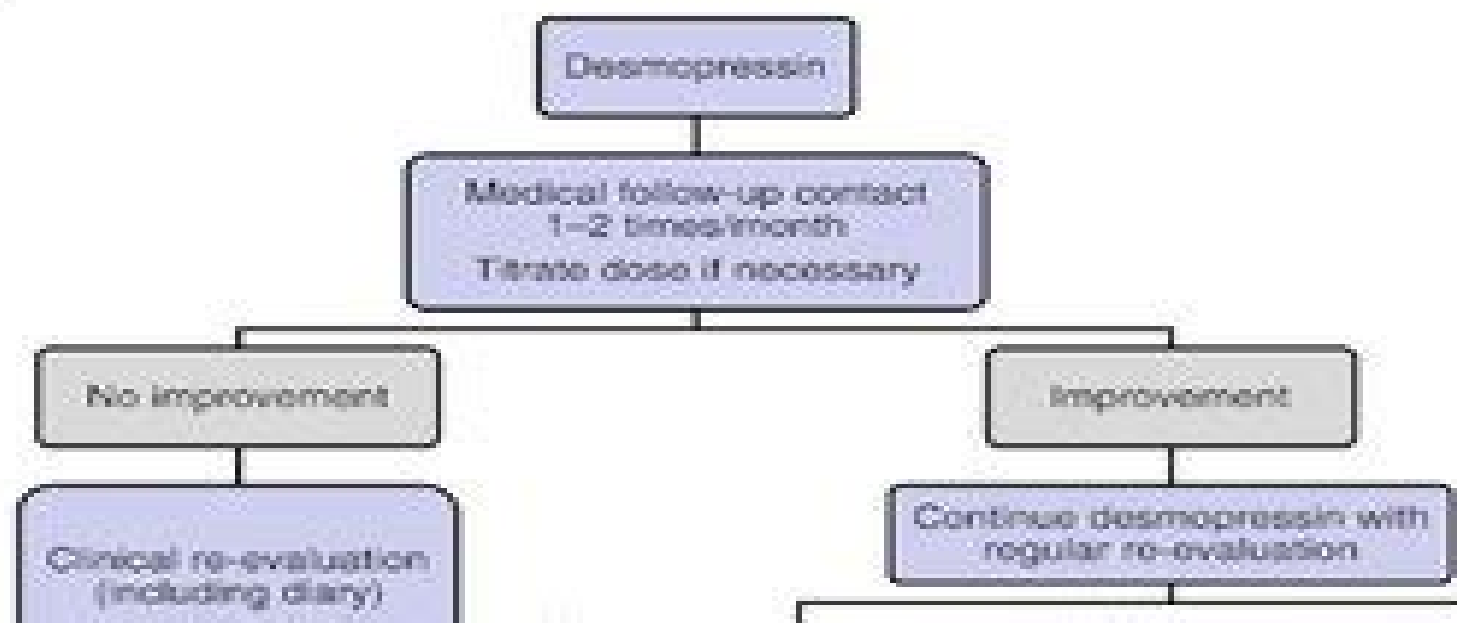 Desmopressin
Medical follow-up contact
1–2 times/month
Titrate dose if necessary
No improvement
Improvement
Continue desmopressin with
regular re-evaluation
Clinical re-evaluation
(including diary)